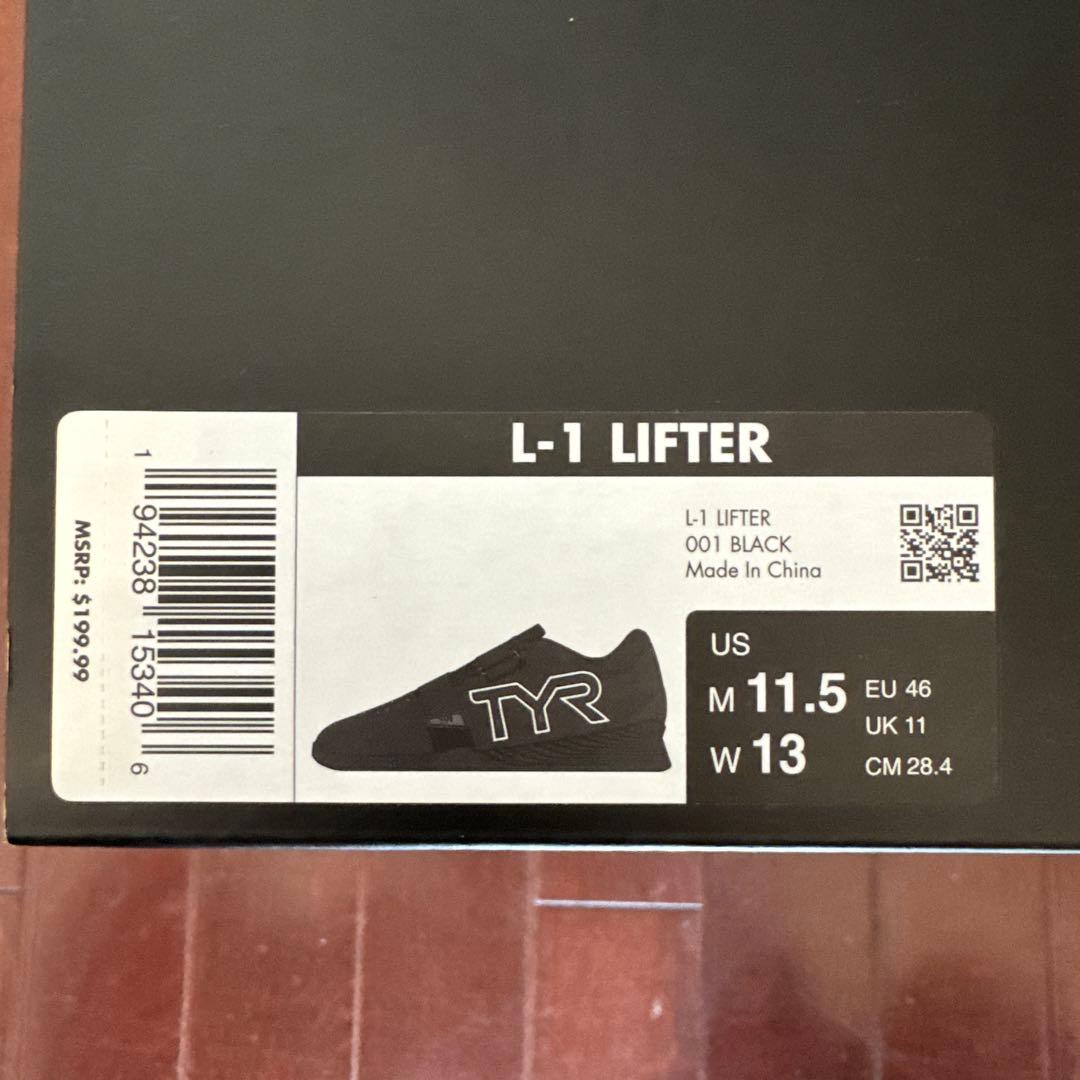 L-1 LIFTER
MSRP: $199.99
1 94238 15340 6
L-1 LIFTER
001 BLACK
Made In China
TYR
US
M 11.5
W 13
EU 46
UK 11
CM 28.4